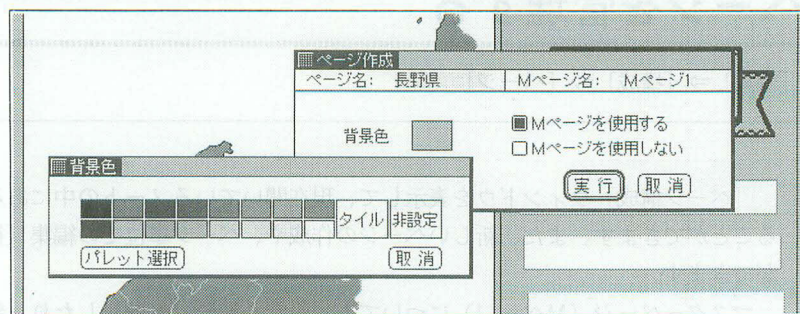 ページ作成
ページ名: 長野県 Mページ名: Mページ1
背景色
■Mページを使用する
□Mページを使用しない
実行 取消
背景色
タイル 非設定
パレット選択 取消